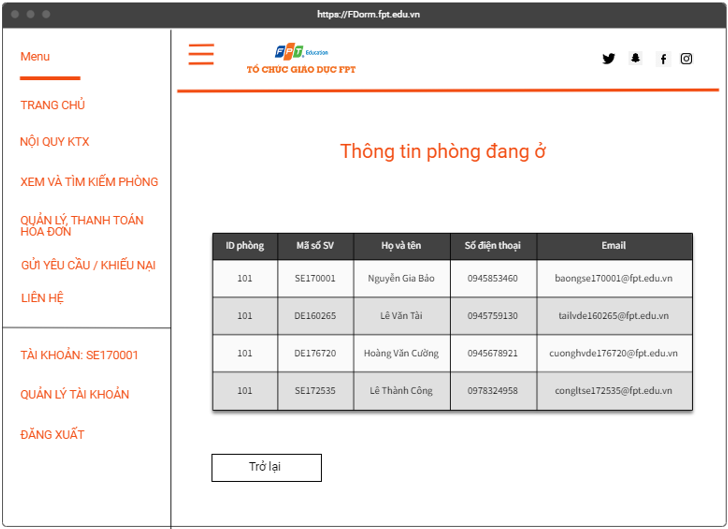 https://FDorm.fpt.edu.vn
Menu
TRANG CHỦ
NỘI QUY KTX
XEM VÀ TÌM KIẾM PHÒNG
QUẢN LÝ, THANH TOÁN
HÓA ĐƠN
GỬI YÊU CẦU / KHIẾU NẠI
LIÊN HỆ
TÀI KHOẢN: SE170001
QUẢN LÝ TÀI KHOẢN
ĐĂNG XUẤT
FPT Education
TỔ CHỨC GIÁO DỤC FPT
Thông tin phòng đang ở
ID phòng Mã số SV Họ và tên Số điện thoại Email
101 SE170001 Nguyễn Gia Bảo 0945853460 baongse170001@fpt.edu.vn
101 DE160265 Lê Văn Tài 0945759130 tailvde160265@fpt.edu.vn
101 DE176720 Hoàng Văn Cường 0945678921 cuonghvde176720@fpt.edu.vn
101 SE172535 Lê Thành Công 0978324958 congltse172535@fpt.edu.vn
Trở lại